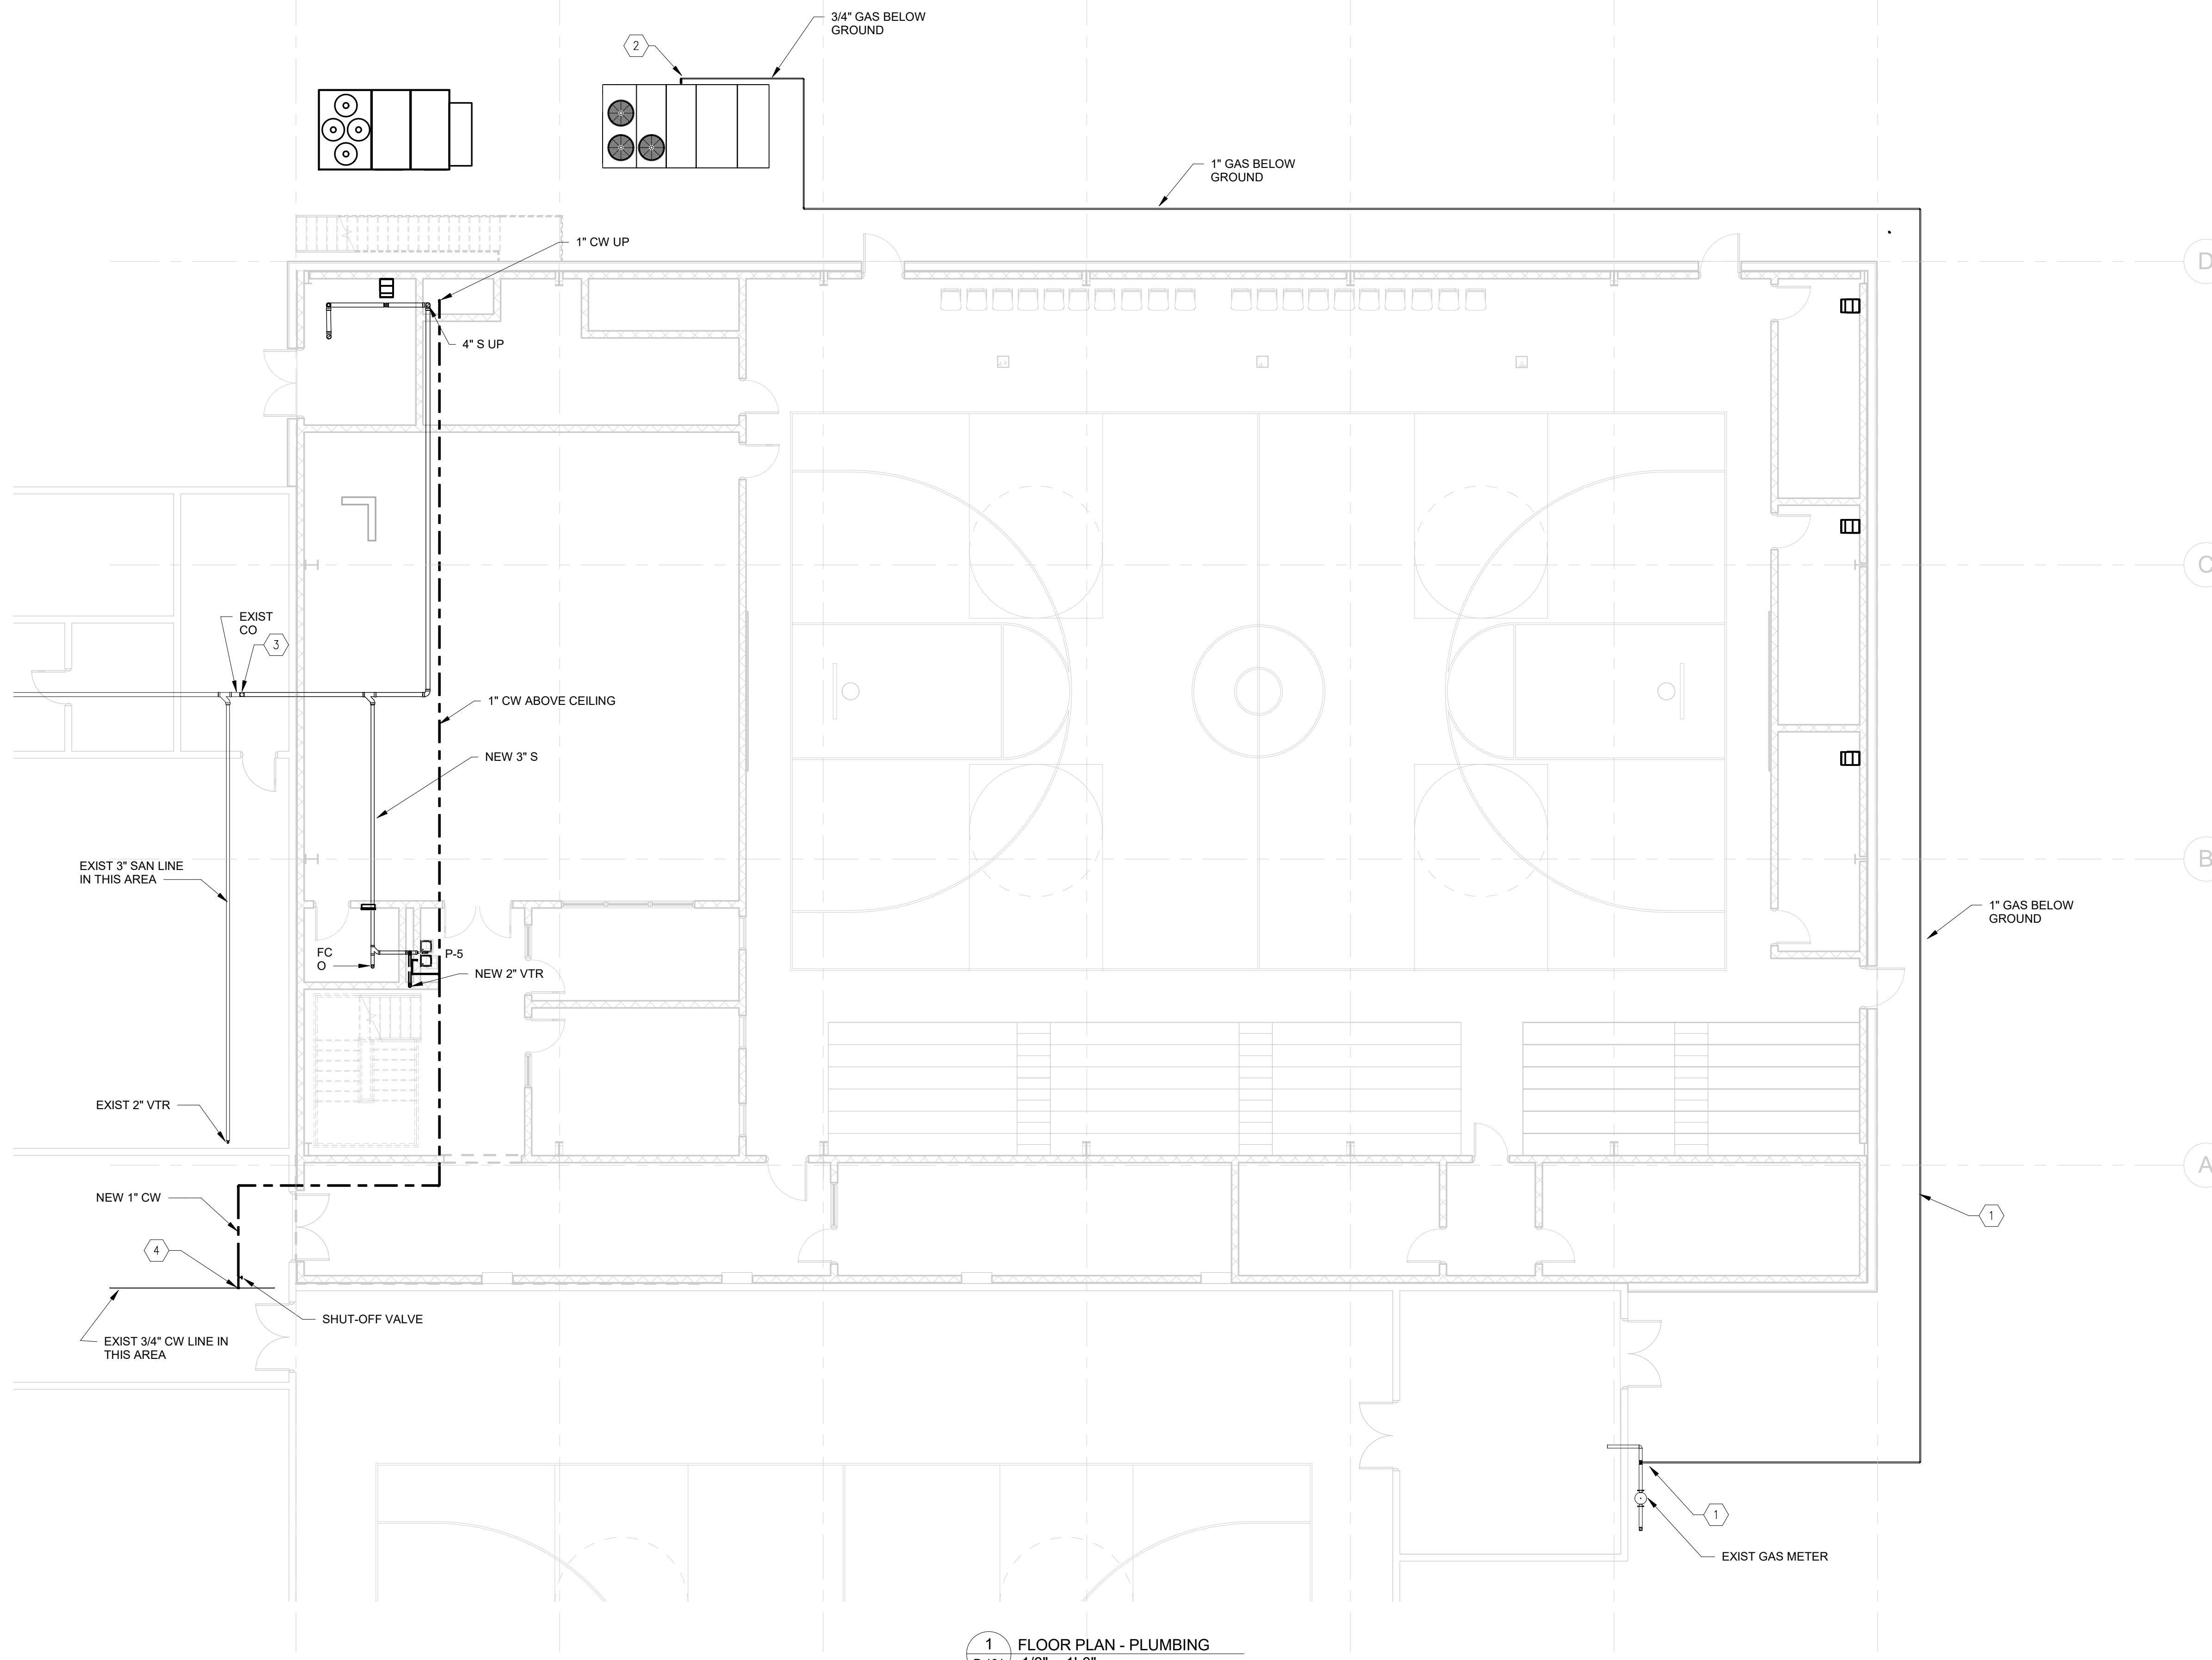 3/4" GAS BELOW
GROUND
2
1" GAS BELOW
GROUND
1" CW UP
D
4" S UP
C
EXIST
CO
3
1" CW ABOVE CEILING
NEW 3" S
EXIST 3" SAN LINE
IN THIS AREA
B
1" GAS BELOW
GROUND
FC
O
P-5
NEW 2" VTR
EXIST 2" VTR
A
NEW 1" CW
1
4
SHUT-OFF VALVE
EXIST 3/4" CW LINE IN
THIS AREA
1
EXIST GAS METER
1
FLOOR PLAN - PLUMBING